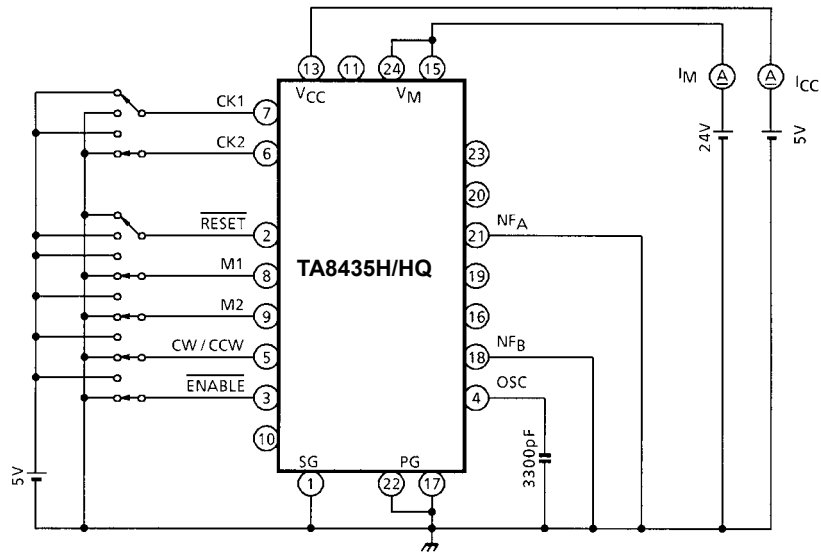 13
11
24
15
VCC
VM
A
IM
A
ICC
24V
5V
CK1
7
CK2
6
23
20
RESET
2
NFA
21
M1
8
TA8435H/HQ
19
M2
9
16
CW / CCW
5
NFB
18
ENABLE
3
OSC
4
10
3300pF
5V
SG
PG
1
22
17